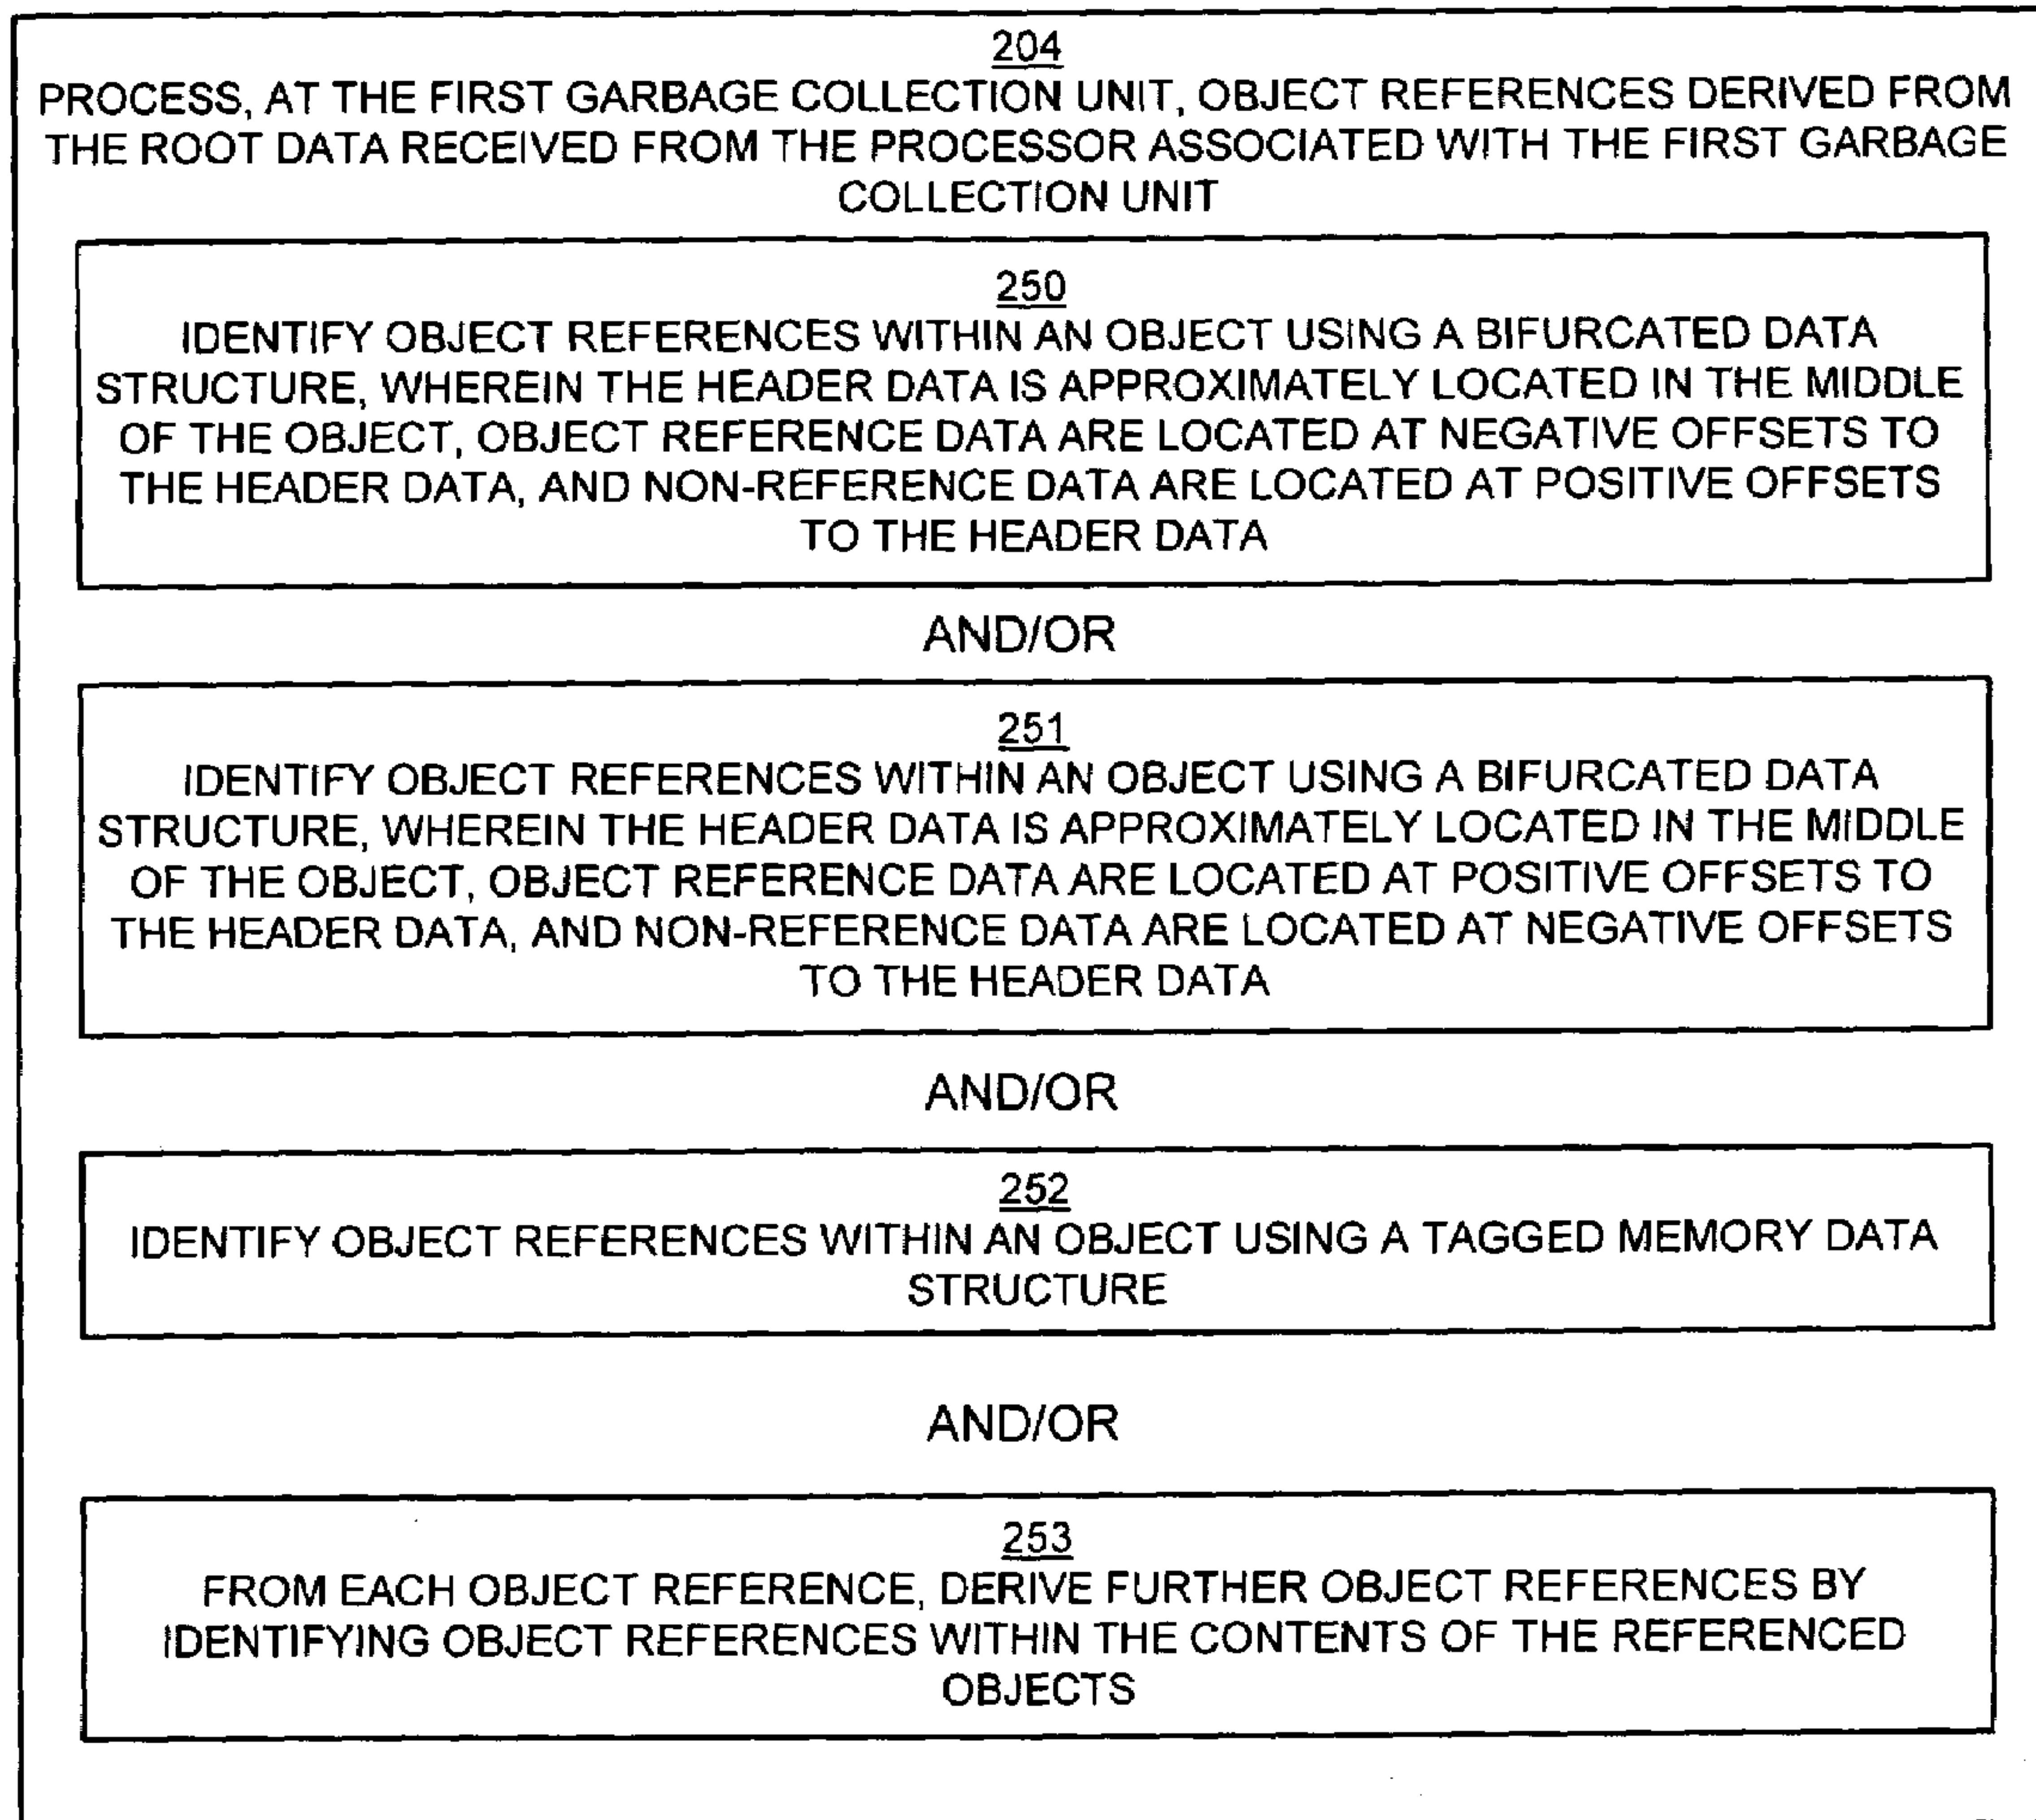 204
PROCESS, AT THE FIRST GARBAGE COLLECTION UNIT, OBJECT REFERENCES DERIVED FROM
THE ROOT DATA RECEIVED FROM THE PROCESSOR ASSOCIATED WITH THE FIRST GARBAGE
COLLECTION UNIT
250
IDENTIFY OBJECT REFERENCES WITHIN AN OBJECT USING A BIFURCATED DATA
STRUCTURE, WHEREIN THE HEADER DATA IS APPROXIMATELY LOCATED IN THE MIDDLE
OF THE OBJECT, OBJECT REFERENCE DATA ARE LOCATED AT NEGATIVE OFFSETS TO
THE HEADER DATA, AND NON-REFERENCE DATA ARE LOCATED AT POSITIVE OFFSETS
TO THE HEADER DATA
AND/OR
251
IDENTIFY OBJECT REFERENCES WITHIN AN OBJECT USING A BIFURCATED DATA
STRUCTURE, WHEREIN THE HEADER DATA IS APPROXIMATELY LOCATED IN THE MIDDLE
OF THE OBJECT, OBJECT REFERENCE DATA ARE LOCATED AT POSITIVE OFFSETS TO
THE HEADER DATA, AND NON-REFERENCE DATA ARE LOCATED AT NEGATIVE OFFSETS
TO THE HEADER DATA
AND/OR
252
IDENTIFY OBJECT REFERENCES WITHIN AN OBJECT USING A TAGGED MEMORY DATA
STRUCTURE
AND/OR
253
FROM EACH OBJECT REFERENCE, DERIVE FURTHER OBJECT REFERENCES BY
IDENTIFYING OBJECT REFERENCES WITHIN THE CONTENTS OF THE REFERENCED
OBJECTS